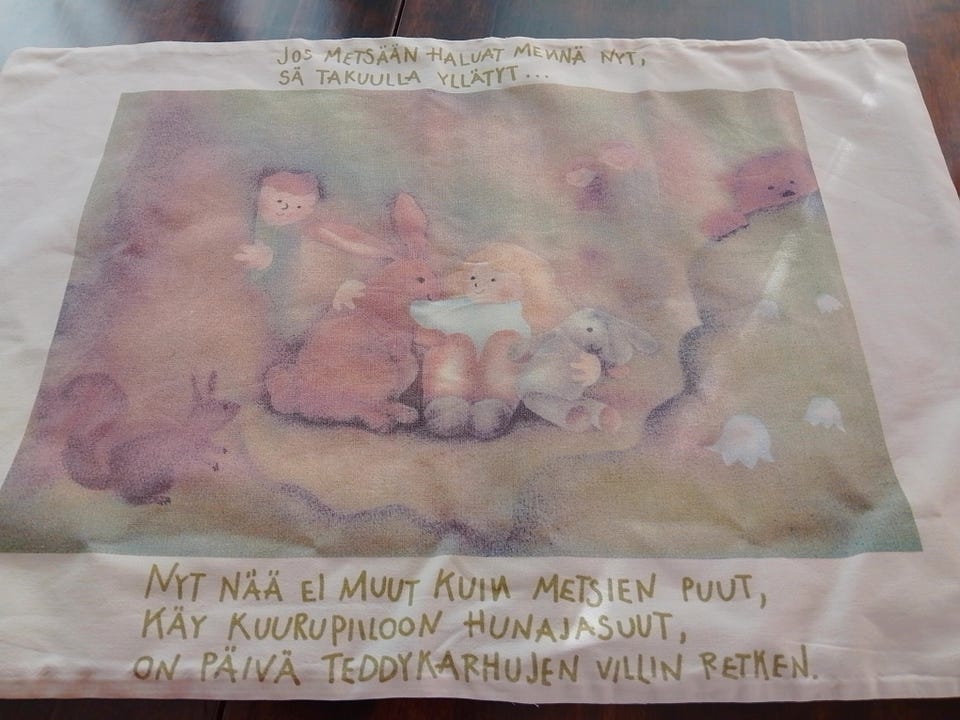 JOS METSÄÄN HALUAT MENNÄ NYT,
SÄ TAKUULLA YLLÄTYT...
NYT NÄÄ EI MUUT KUIN METSIEN PUUT,
KÄY KUURUPIILOON HUNAJASUUT,
ON PÄIVÄ TEDDYKARHUJEN VILLIN RETKEN.